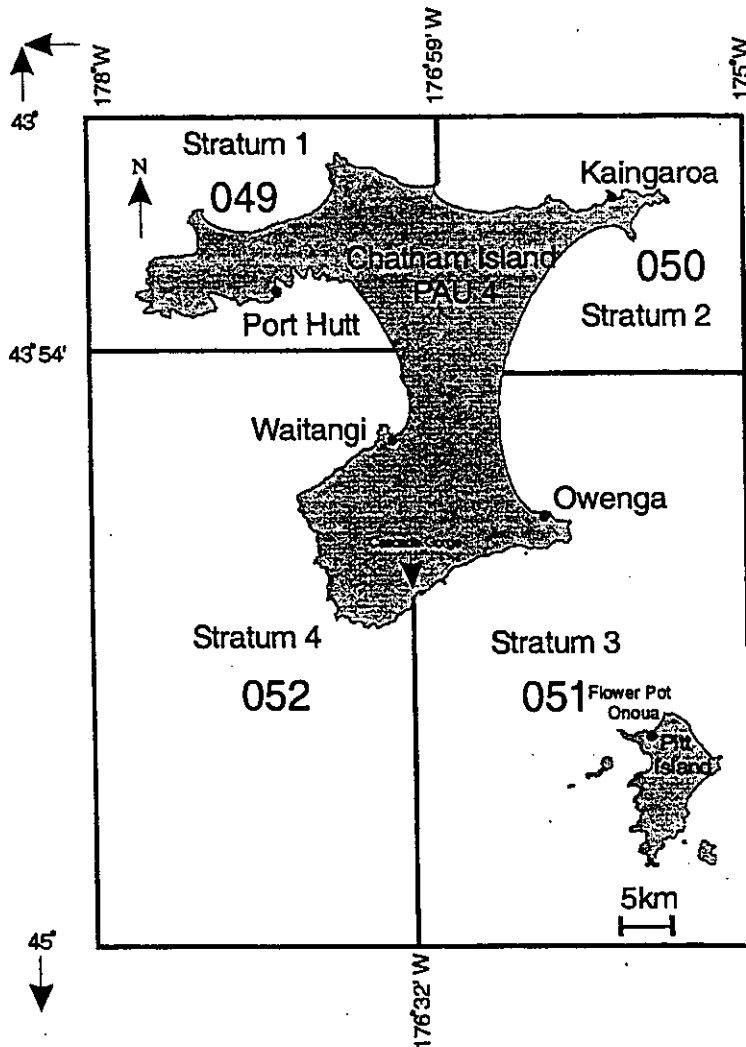 178°W
176°59' W
175°W
43°
Stratum 1
N
049
Kaingaroa
Chatham Island
PAU 4
050
Port Hutt
Stratum 2
43°54'
Waitangi
Owenga
Stratum 4
Stratum 3
052
051
Flower Pot
Onoua
Pitt
Island
5km
45°
176°32' W